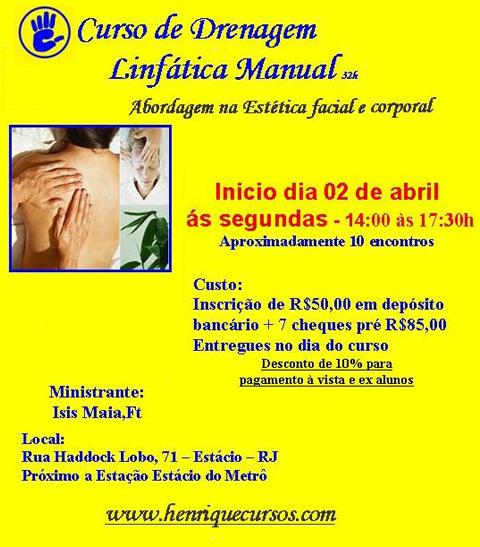 Curso de Drenagem
Linfática Manual 32h
Abordagem na Estética facial e corporal
Inicio dia 02 de abril
ás segundas - 14:00 às 17:30h
Aproximadamente 10 encontros
Custo:
Inscrição de R$50,00 em depósito
bancário + 7 cheques pré R$85,00
Entregues no dia do curso
Desconto de 10% para
pagamento à vista e ex alunos
Ministrante:
Isis Maia,Ft
Local:
Rua Haddock Lobo, 71 – Estácio – RJ
Próximo a Estação Estácio do Metrô
www.henriquecursos.com